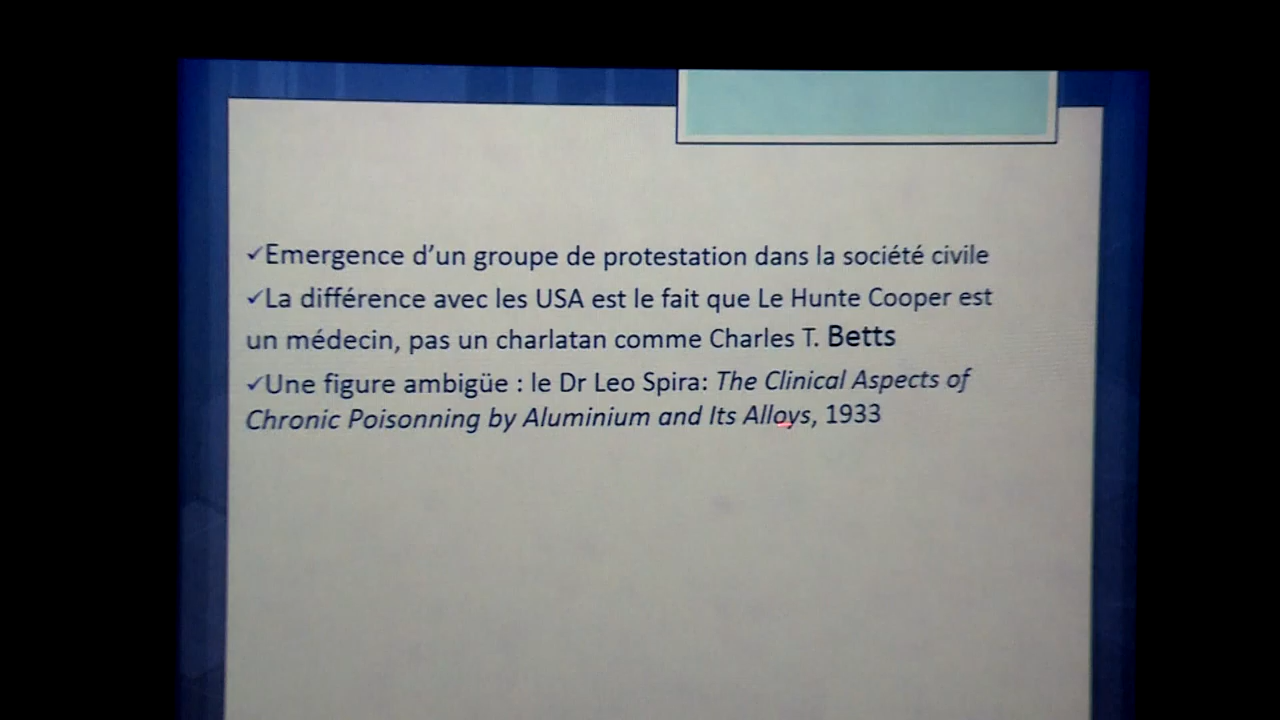 ✓Emergence d’un groupe de protestation dans la société civile
✓La différence avec les USA est le fait que Le Hunte Cooper est
un médecin, pas un charlatan comme Charles T. Betts
✓Une figure ambigüe : le Dr Leo Spira: The Clinical Aspects of
Chronic Poisonning by Aluminium and Its Alloys, 1933